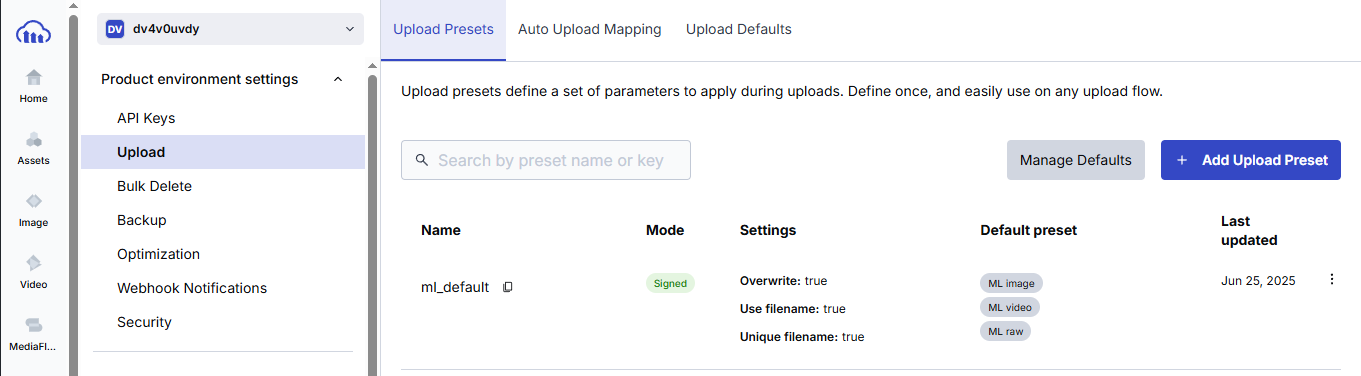 DV dv4v0uvdy
Home
Assets
Image
Video
MediaFl...
Product environment settings
API Keys
Upload
Bulk Delete
Backup
Optimization
Webhook Notifications
Security
Upload Presets Auto Upload Mapping Upload Defaults
Upload presets define a set of parameters to apply during uploads. Define once, and easily use on any upload flow.
Search by preset name or key
Manage Defaults
+ Add Upload Preset
Name Mode Settings Default preset Last
updated
ml_default Signed
Overwrite: true
Use filename: true
Unique filename: true
ML image
ML video
ML raw
Jun 25, 2025